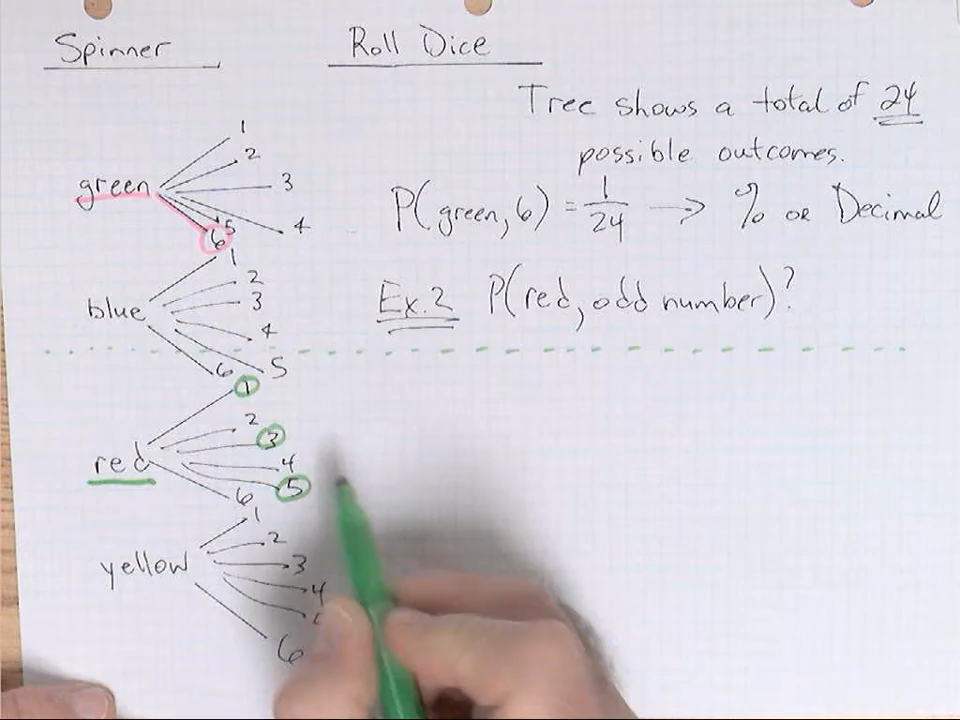 Spinner
Roll Dice
Tree shows a total of 24
possible outcomes.
P(green, 6) = 1/24 → % or Decimal
Ex. 2 P(red, odd number)?
green
1
2
3
4
5
6
blue
1
2
3
4
5
6
red
1
2
3
4
5
6
yellow
1
2
3
4
6